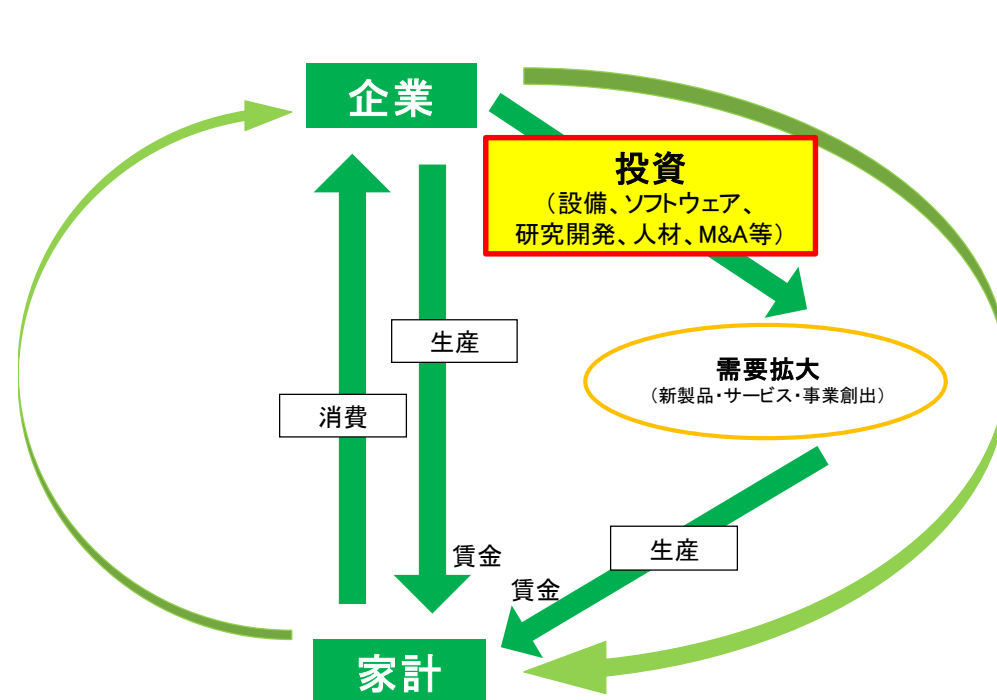 企業
投資
（設備、ソフトウェア、
研究開発、人材、M&A等）
生産
需要拡大
（新製品・サービス・事業創出）
消費
生産
賃金
賃金
家計